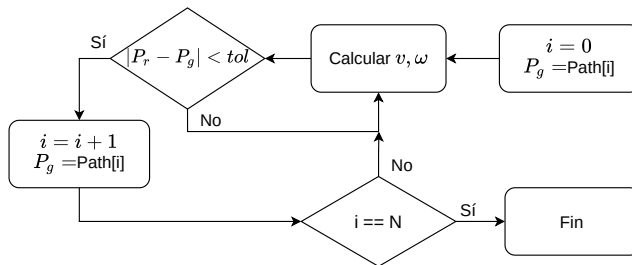 Sí
|P_r − P_g| < tol
Calcular v, ω
i = 0
P_g =Path[i]
No
i = i + 1
P_g =Path[i]
No
i == N
Sí
Fin